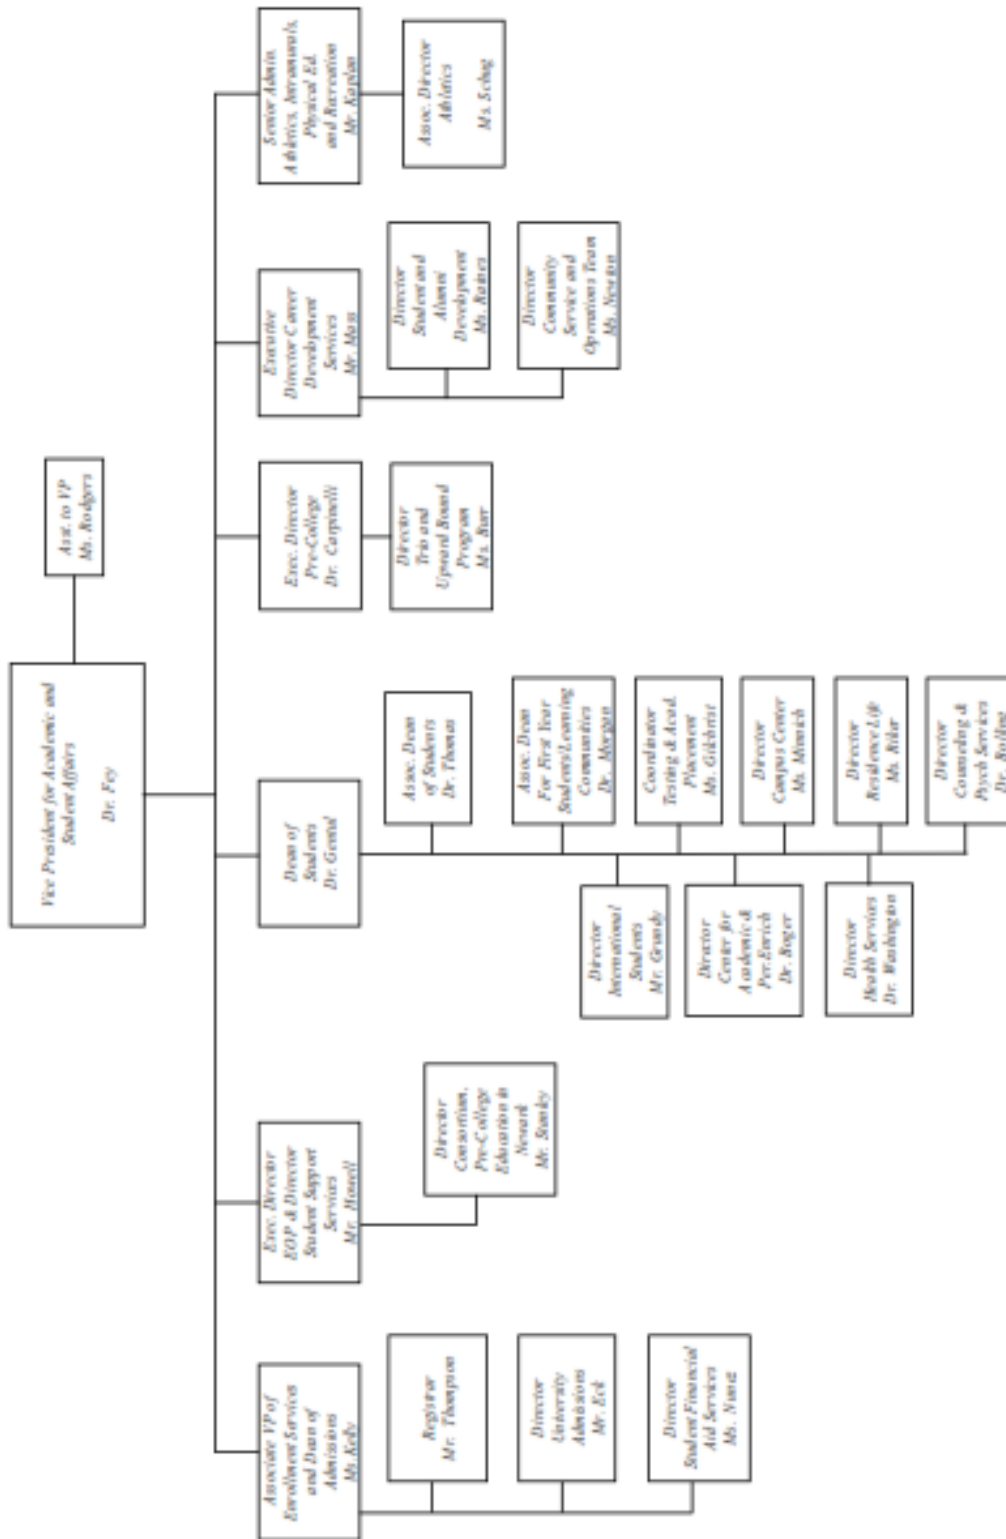 Vice President for Academic and
Student Affairs
Dr. Fey
Asst. to VP
Ms. Rodgers
Associate VP of
Enrollment Services
and Dean of
Admissions
Ms. Kelly
Registrar
Mr. Thompson
Director
University
Admissions
Mr. Eck
Director
Student Financial
Aid Services
Ms. Nunez
Exec. Director
EOP & Director
Student Support
Services
Mr. Howell
Director
Consortium,
Pre-College
Education in
Newark
Mr. Stanley
Dean of
Students
Dr. Gentul
Assoc. Dean
of Students
Dr. Thomas
Assoc. Dean
For First Year
Students/Learning
Communities
Dr. Morgan
Coordinator
Testing & Acad.
Placement
Ms. Gilchrist
Director
Campus Center
Ms. Minnich
Director
Residence Life
Ms.
Director
Counseling &
Psych Services
Dr.
Director
International
Students
Mr. Grundy
Director
Center for
Academic &
Per.Enrich
Dr. Boger
Director
Health Services
Dr. Washington
Exec. Director
Pre-College
Dr. Carpinelli
Director
Trio and
Upward Bound
Program
Ms. Burr
Executive
Director Career
Development
Services
Mr. Mass
Director
Student and
Alumni
Development
Ms. Raines
Director
Community
Service and
Operations Team
Ms. Newton
Senior Admin.
Athletics, Intramurals,
Physical Ed.
and Recreation
Mr. Kaplan
Assoc. Director
Athletics
Ms. Schug